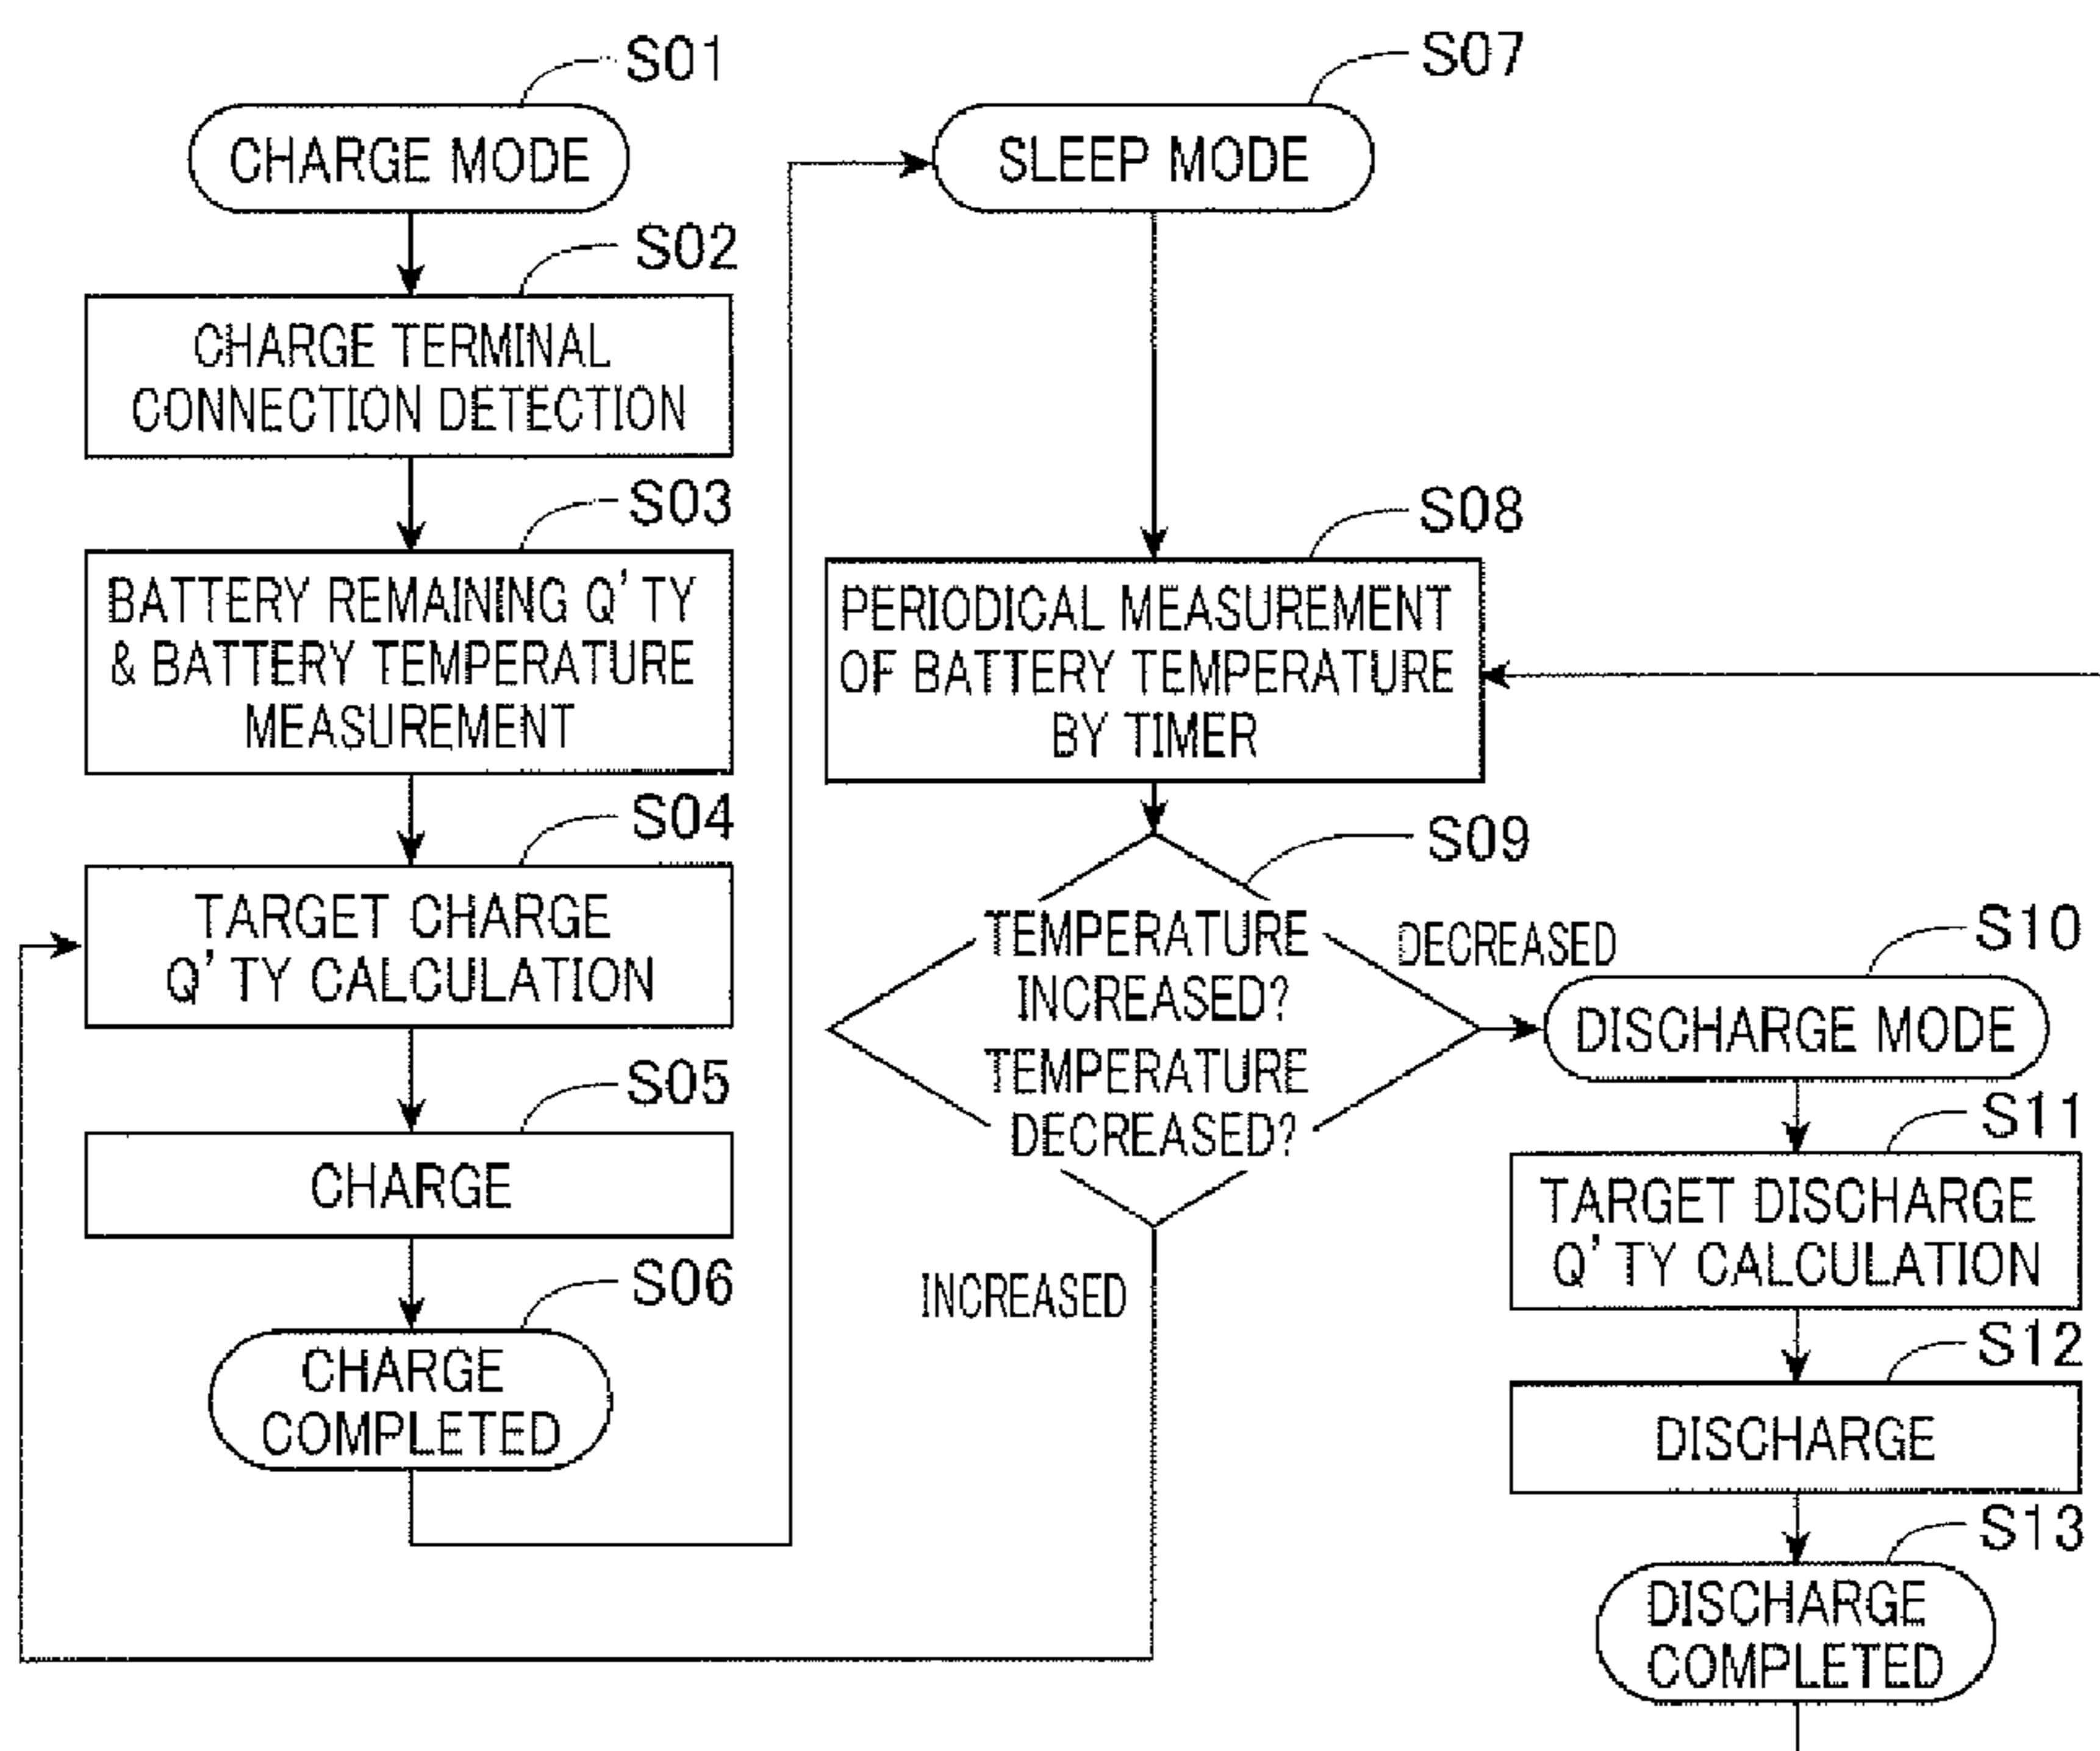 S01
CHARGE MODE
S02
CHARGE TERMINAL
CONNECTION DETECTION
S03
BATTERY REMAINING Q'TY
& BATTERY TEMPERATURE
MEASUREMENT
S04
TARGET CHARGE
Q'TY CALCULATION
S05
CHARGE
S06
CHARGE
COMPLETED
S07
SLEEP MODE
S08
PERIODICAL MEASUREMENT
OF BATTERY TEMPERATURE
BY TIMER
S09
TEMPERATURE
INCREASED?
TEMPERATURE
DECREASED?
DECREASED
INCREASED
S10
DISCHARGE MODE
S11
TARGET DISCHARGE
Q'TY CALCULATION
S12
DISCHARGE
S13
DISCHARGE
COMPLETED